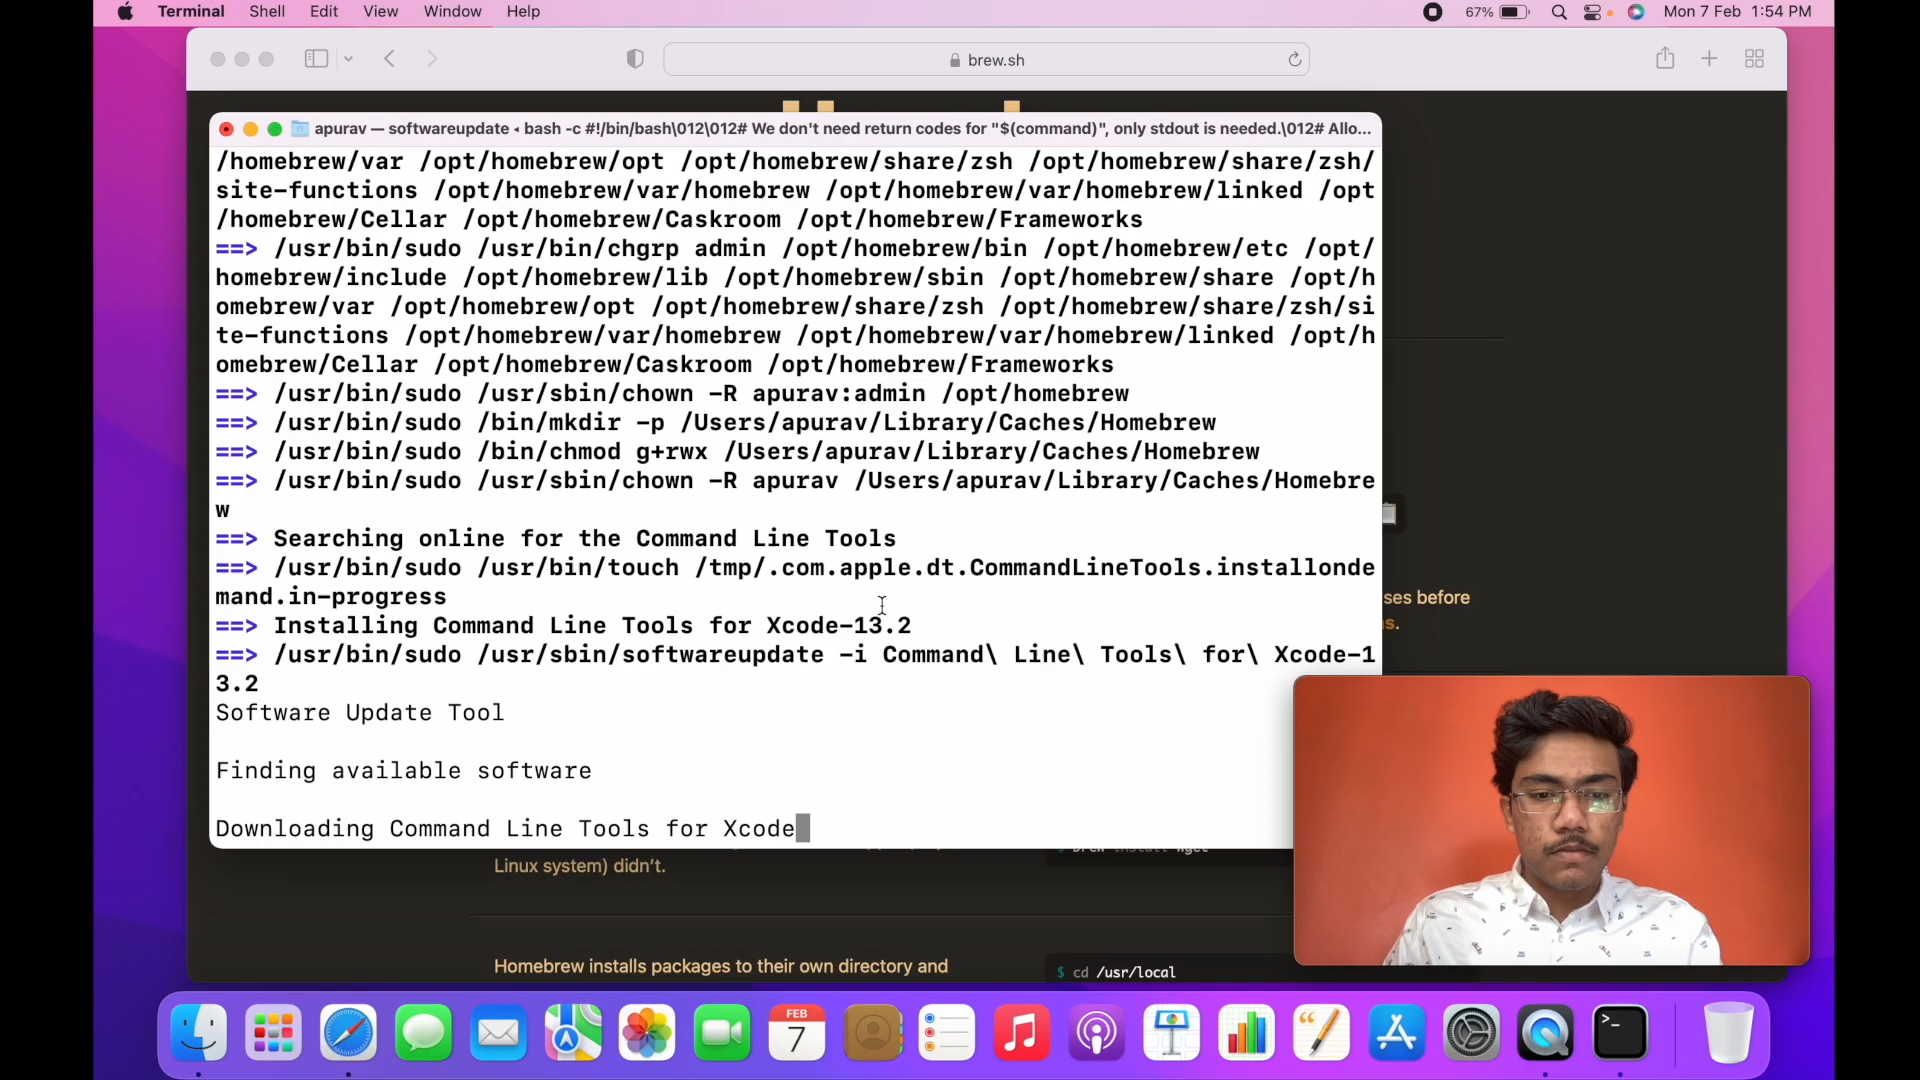 Terminal Shell Edit View Window Help 67% Mon 7 Feb 1:54 PM
brew.sh
apurav — softwareupdate ◂ bash -c #!/bin/bash\012\012# We don't need return codes for "$(command)", only stdout is needed.\012# Allo...
/homebrew/var /opt/homebrew/opt /opt/homebrew/share/zsh /opt/homebrew/share/zsh/
site-functions /opt/homebrew/var/homebrew /opt/homebrew/var/homebrew/linked /opt
/homebrew/Cellar /opt/homebrew/Caskroom /opt/homebrew/Frameworks
==> /usr/bin/sudo /usr/bin/chgrp admin /opt/homebrew/bin /opt/homebrew/etc /opt/
homebrew/include /opt/homebrew/lib /opt/homebrew/sbin /opt/homebrew/share /opt/h
omebrew/var /opt/homebrew/opt /opt/homebrew/share/zsh /opt/homebrew/share/zsh/si
te-functions /opt/homebrew/var/homebrew /opt/homebrew/var/homebrew/linked /opt/h
omebrew/Cellar /opt/homebrew/Caskroom /opt/homebrew/Frameworks
==> /usr/bin/sudo /usr/sbin/chown -R apurav:admin /opt/homebrew
==> /usr/bin/sudo /bin/mkdir -p /Users/apurav/Library/Caches/Homebrew
==> /usr/bin/sudo /bin/chmod g+rwx /Users/apurav/Library/Caches/Homebrew
==> /usr/bin/sudo /usr/sbin/chown -R apurav /Users/apurav/Library/Caches/Homebre
w
==> Searching online for the Command Line Tools
==> /usr/bin/sudo /usr/bin/touch /tmp/.com.apple.dt.CommandLineTools.installonde
mand.in-progress
==> Installing Command Line Tools for Xcode-13.2
==> /usr/bin/sudo /usr/sbin/softwareupdate -i Command\ Line\ Tools\ for\ Xcode-1
3.2
Software Update Tool
Finding available software
Downloading Command Line Tools for Xcode
ses before
s.
Linux system) didn't.
Homebrew installs packages to their own directory and
$ cd /usr/local
FEB
7
>_